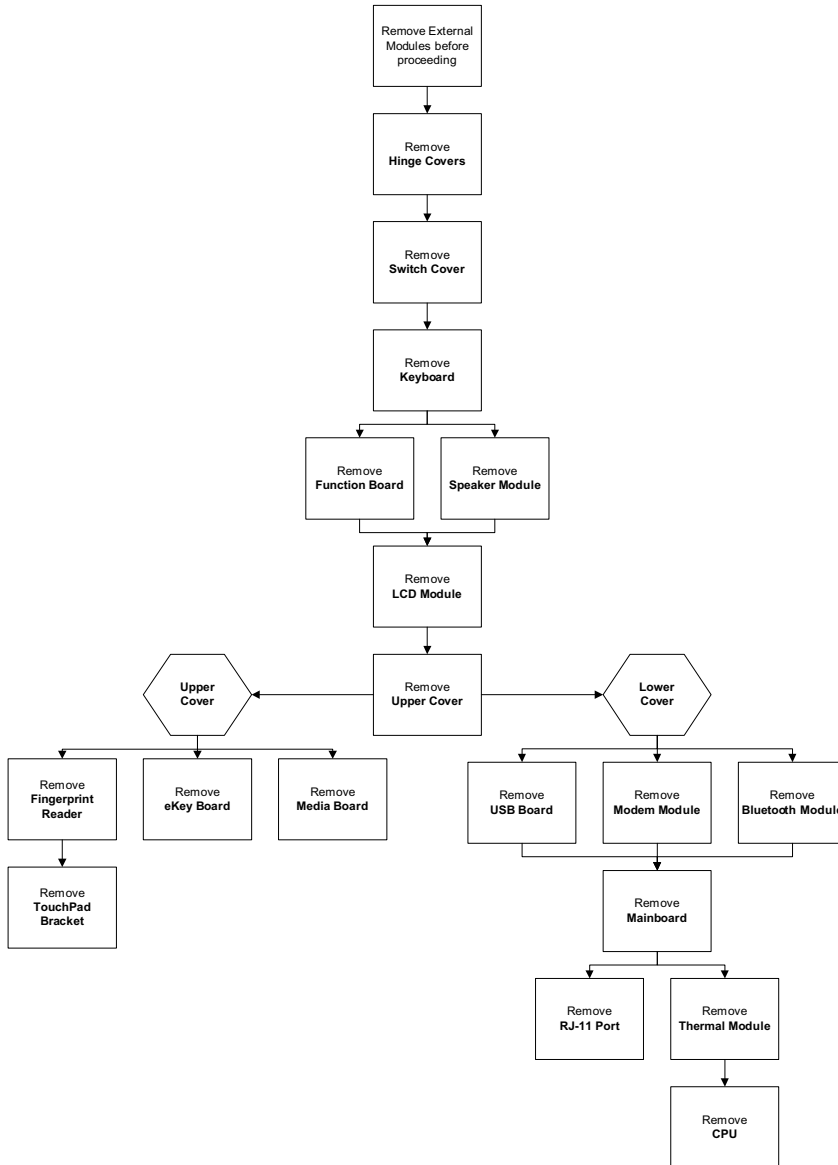 Remove External
Modules before
proceeding
Remove
Hinge Covers
Remove
Switch Cover
Remove
Keyboard
Remove
Function Board
Remove
Speaker Module
Remove
LCD Module
Upper
Cover
Remove
Upper Cover
Lower
Cover
Remove
Fingerprint
Reader
Remove
eKey Board
Remove
Media Board
Remove
USB Board
Remove
Modem Module
Remove
Bluetooth Module
Remove
TouchPad
Bracket
Remove
Mainboard
Remove
RJ-11 Port
Remove
Thermal Module
Remove
CPU